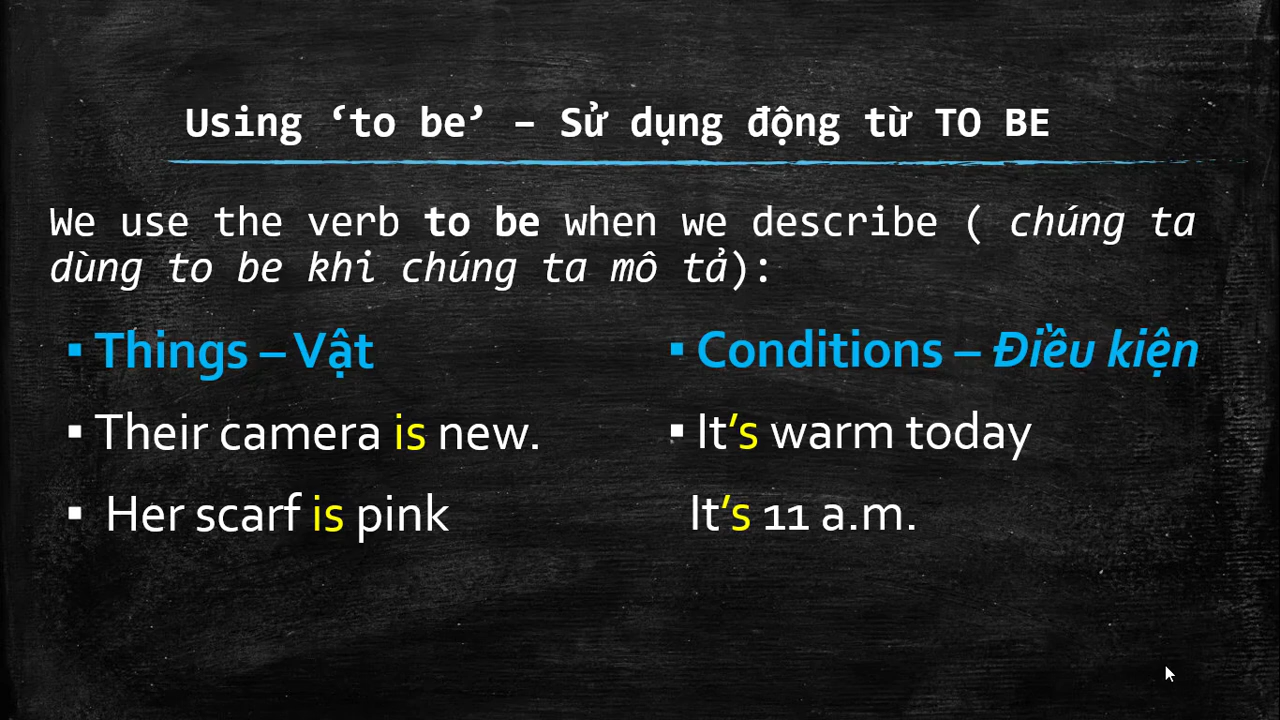 Using ‘to be’ – Sử dụng động từ TO BE
We use the verb to be when we describe ( chúng ta
dùng to be khi chúng ta mô tả):
▪ Things – Vật
▪ Their camera is new.
▪ Her scarf is pink
▪ Conditions – Điều kiện
▪ It’s warm today
It’s 11 a.m.